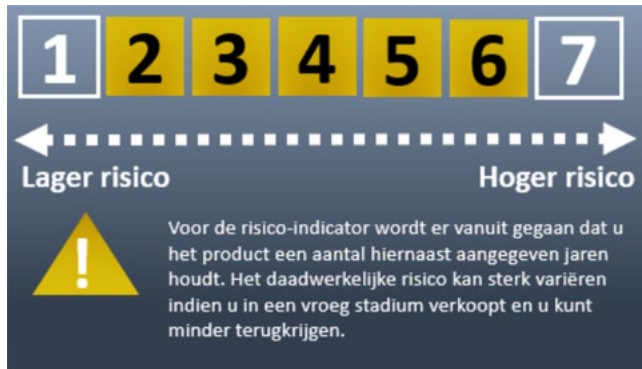 1 2 3 4 5 6 7
Lager risico Hoger risico
!
Voor de risico-indicator wordt er vanuit gegaan dat u
het product een aantal hiernaast aangegeven jaren
houdt. Het daadwerkelijke risico kan sterk variëren
indien u in een vroeg stadium verkoopt en u kunt
minder terugkrijgen.